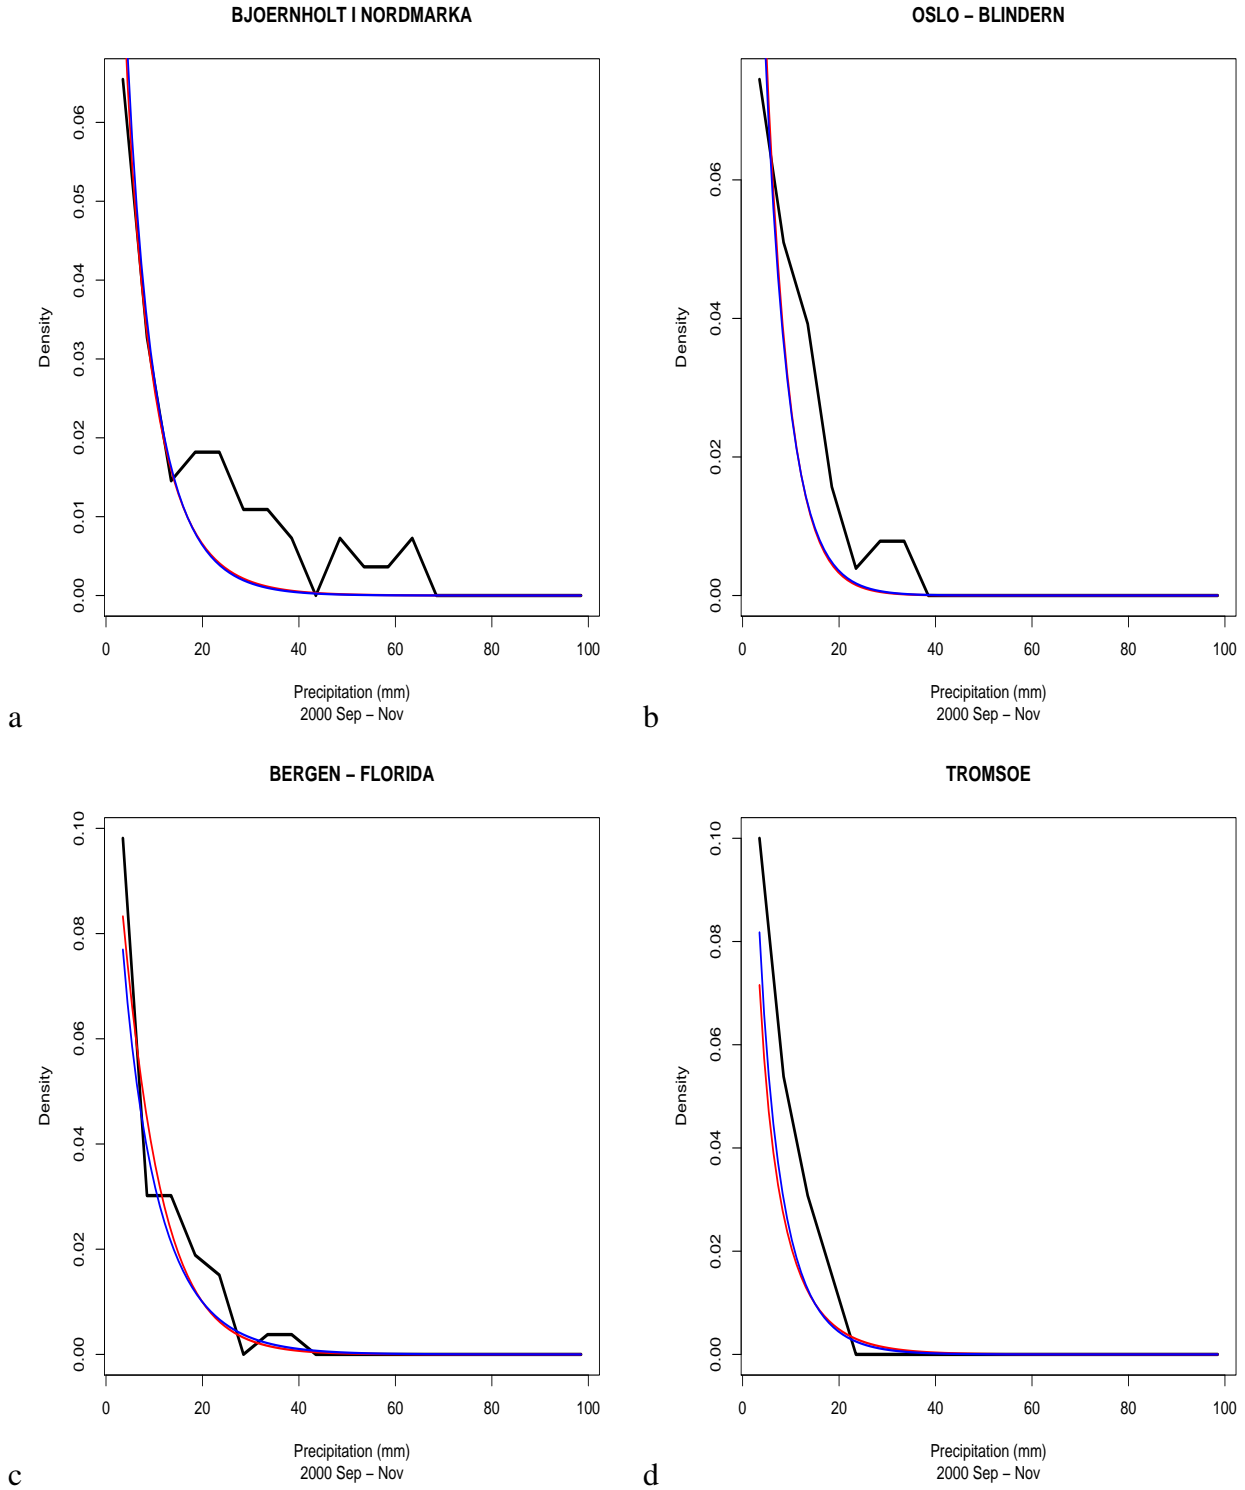 BJOERNHOLT I NORDMARKA
Density
0.00 0.01 0.02 0.03 0.04 0.05 0.06
0 20 40 60 80 100
Precipitation (mm)
2000 Sep – Nov
a
OSLO – BLINDERN
Density
0.00 0.02 0.04 0.06
0 20 40 60 80 100
Precipitation (mm)
2000 Sep – Nov
b
BERGEN – FLORIDA
Density
0.00 0.02 0.04 0.06 0.08 0.10
0 20 40 60 80 100
Precipitation (mm)
2000 Sep – Nov
c
TROMSOE
Density
0.00 0.02 0.04 0.06 0.08 0.10
0 20 40 60 80 100
Precipitation (mm)
2000 Sep – Nov
d